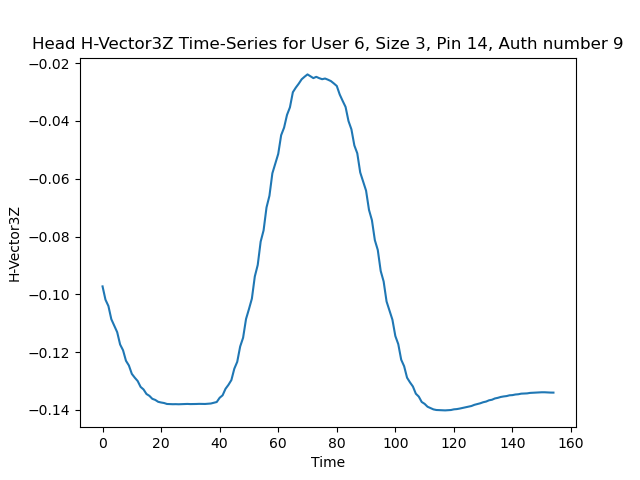 Head H-Vector3Z Time-Series for User 6, Size 3, Pin 14, Auth number 9
−0.02
−0.04
−0.06
−0.08
−0.10
−0.12
−0.14
H-Vector3Z
0 20 40 60 80 100 120 140 160
Time